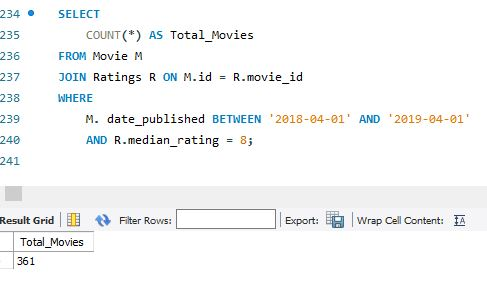 234 SELECT
235 COUNT(*) AS Total_Movies
236 FROM Movie M
237 JOIN Ratings R ON M.id = R.movie_id
238 WHERE
239 M. date_published BETWEEN '2018-04-01' AND '2019-04-01'
240 AND R.median_rating = 8;
241
Result Grid Filter Rows: Export: Wrap Cell Content:
Total_Movies
361